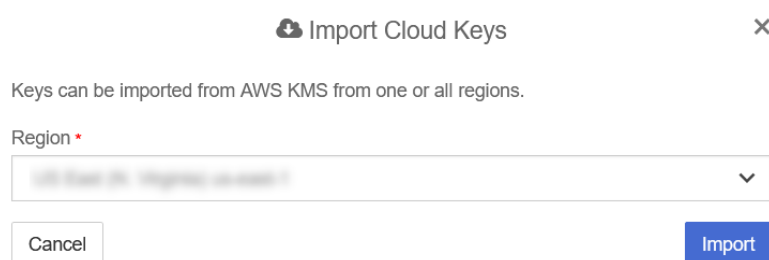 Import Cloud Keys
Keys can be imported from AWS KMS from one or all regions.
Region *
Cancel
Import